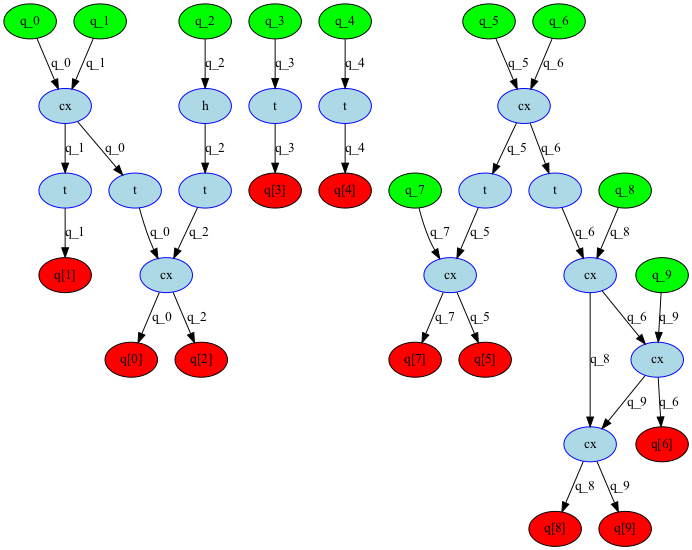 q_0 q_1 q_2 q_3 q_4 q_5 q_6
q_0 q_1 q_2 q_3 q_4 q_5 q_6
cx h t t cx
q_1 q_0 q_2 q_3 q_4 q_5 q_6
t t t q[3] q[4] q_7 t t q_8
q_1 q_0 q_2 q_7 q_5 q_6 q_8
q[1] cx cx cx q_9
q_0 q_2 q_7 q_5 q_6 q_9
q[0] q[2] q[7] q[5] q_8 cx
q_9 q_6
cx q[6]
q_8 q_9
q[8] q[9]